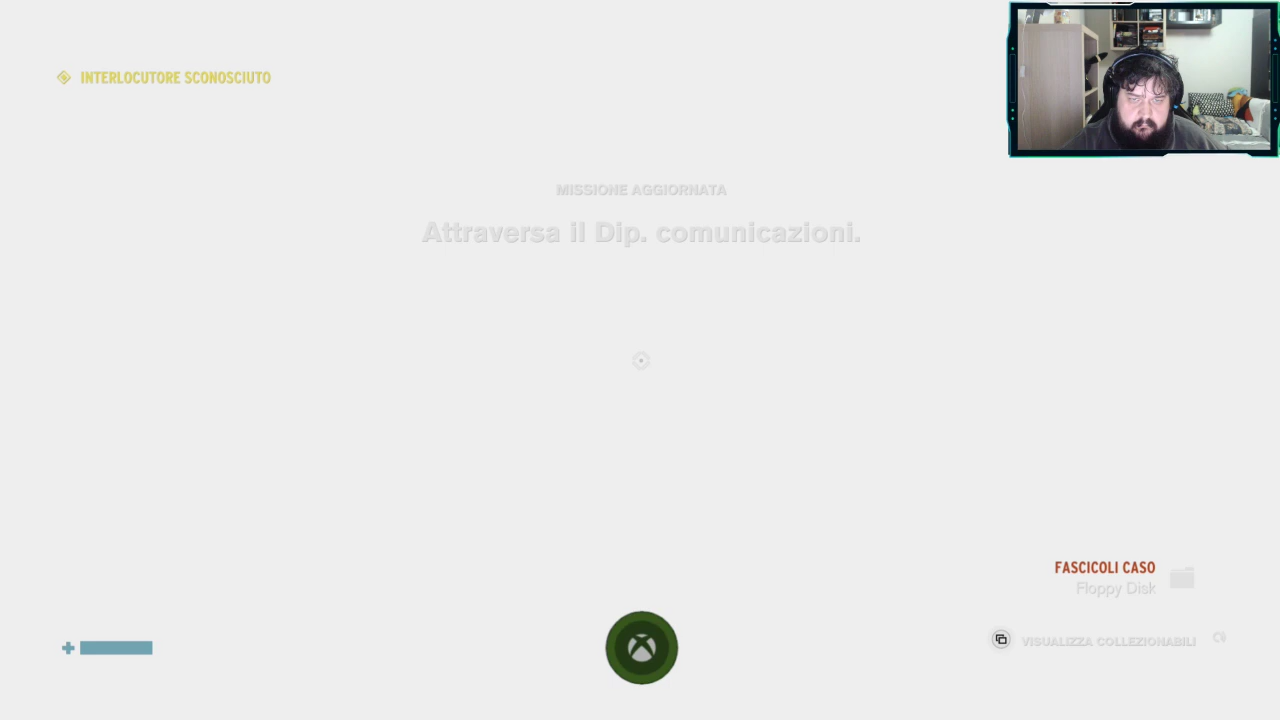 INTERLOCUTORE SCONOSCIUTO
MISSIONE AGGIORNATA
Attraversa il Dip. comunicazioni.
FASCICOLI CASO
Floppy Disk
VISUALIZZA COLLEZIONABILI